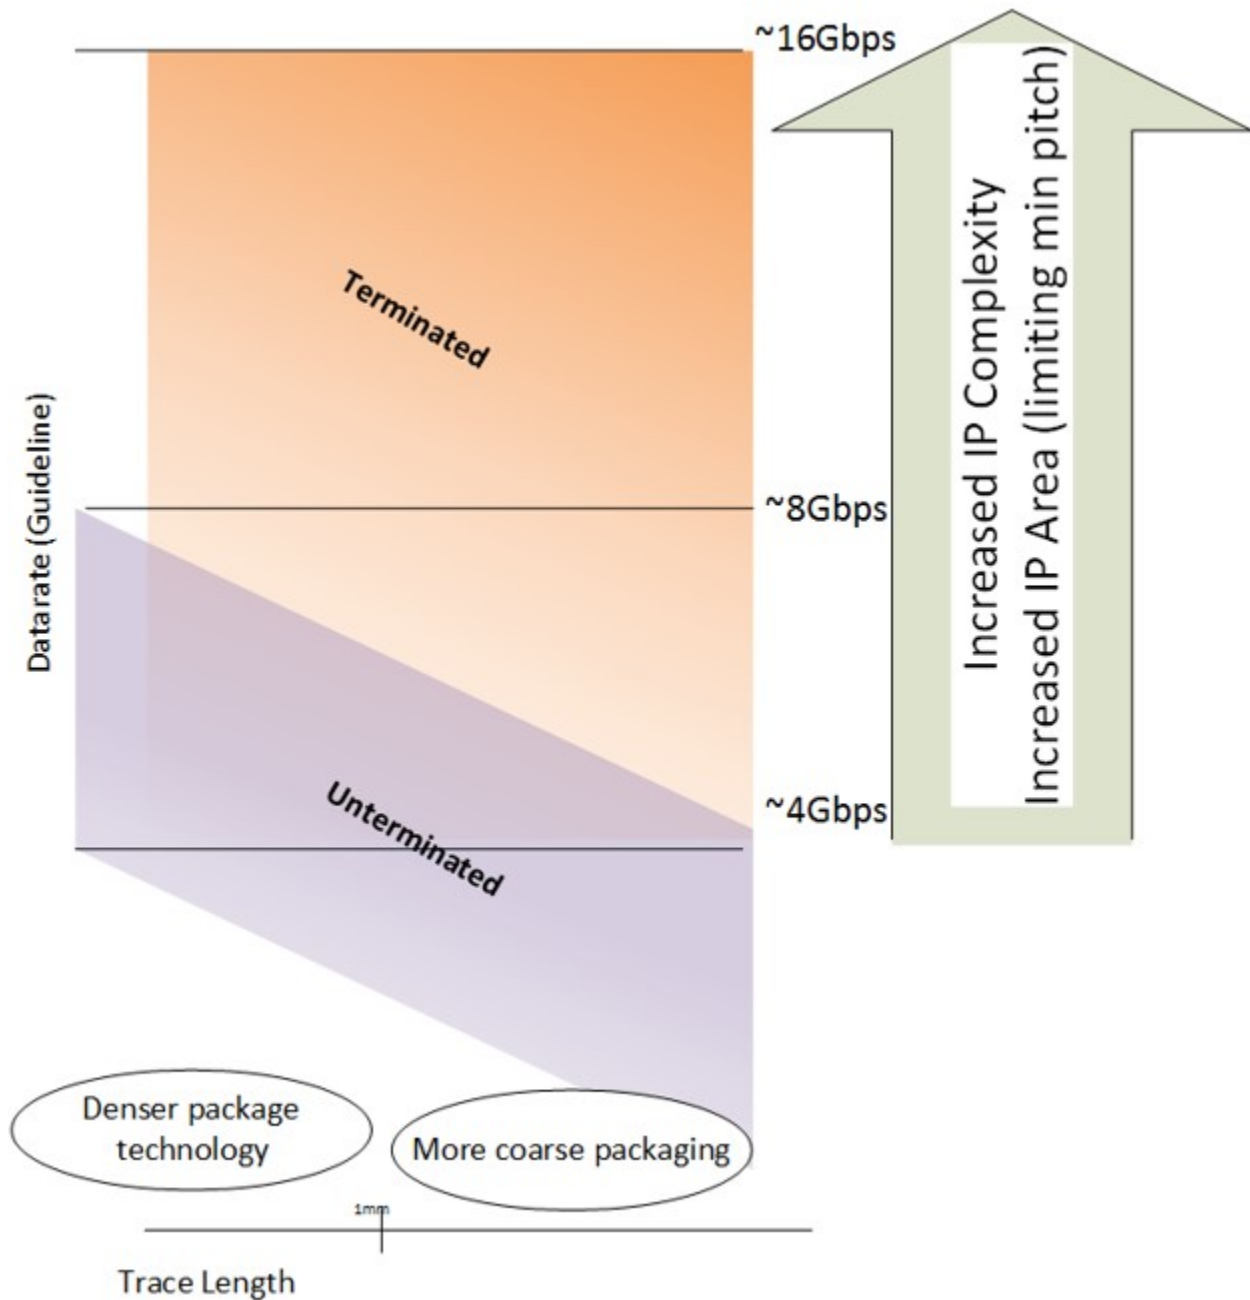 ~16Gbps
Terminated
Increased IP Complexity
Increased IP Area (limiting min pitch)
Datarate (Guideline)
~8Gbps
~4Gbps
Unterminated
Denser package
technology
More coarse packaging
1mm
Trace Length